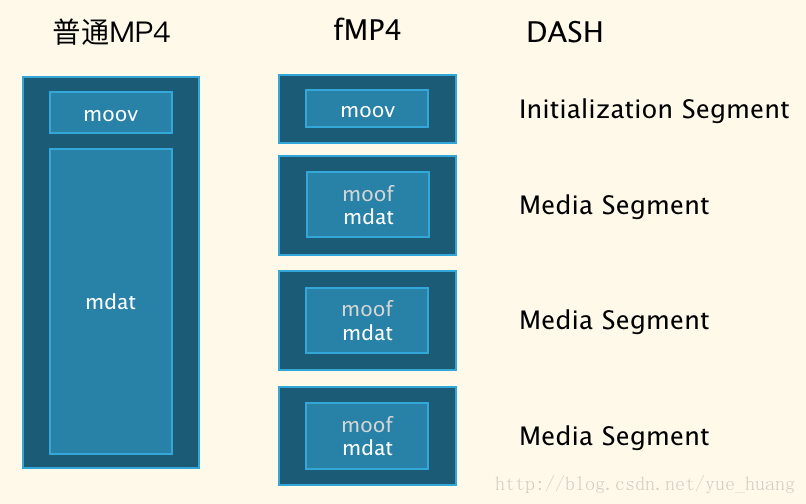 普通MP4
fMP4
DASH
moov
mdat
moov
moof
mdat
moof
mdat
moof
mdat
Initialization Segment
Media Segment
Media Segment
Media Segment
http://blog.csdn.net/yue_huang